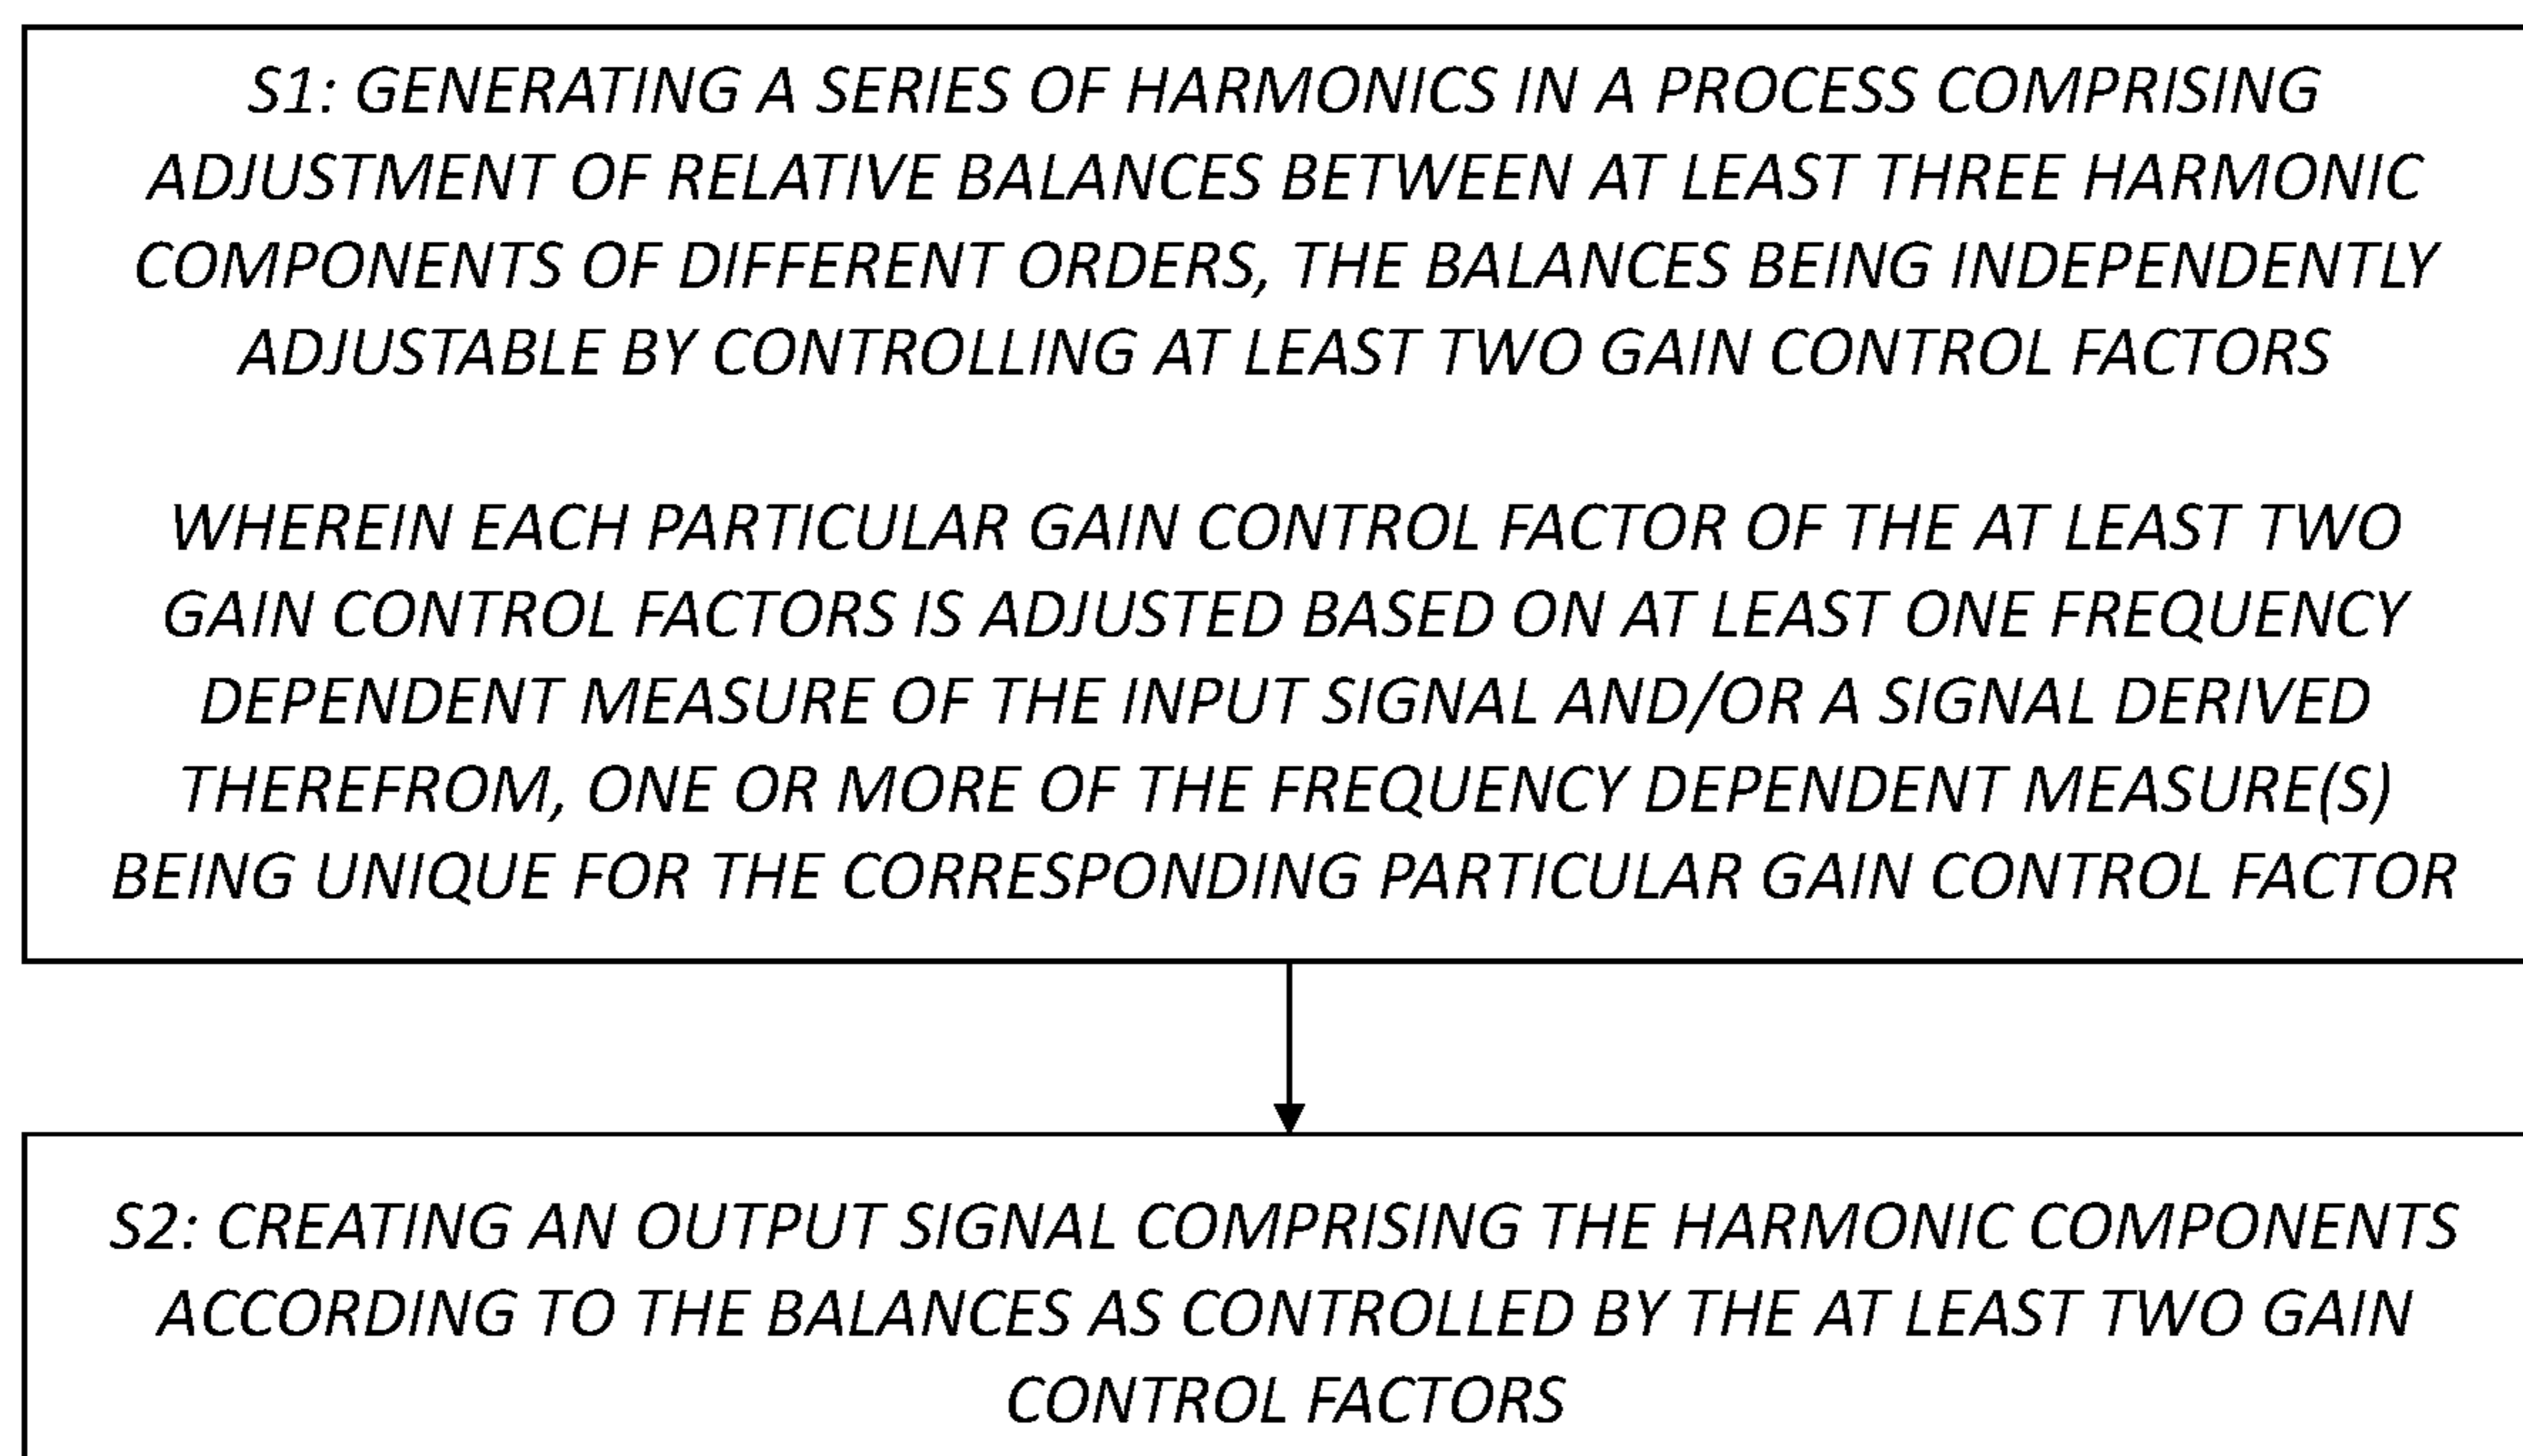 S1: GENERATING A SERIES OF HARMONICS IN A PROCESS COMPRISING
ADJUSTMENT OF RELATIVE BALANCES BETWEEN AT LEAST THREE HARMONIC
COMPONENTS OF DIFFERENT ORDERS, THE BALANCES BEING INDEPENDENTLY
ADJUSTABLE BY CONTROLLING AT LEAST TWO GAIN CONTROL FACTORS
WHEREIN EACH PARTICULAR GAIN CONTROL FACTOR OF THE AT LEAST TWO
GAIN CONTROL FACTORS IS ADJUSTED BASED ON AT LEAST ONE FREQUENCY
DEPENDENT MEASURE OF THE INPUT SIGNAL AND/OR A SIGNAL DERIVED
THEREFROM, ONE OR MORE OF THE FREQUENCY DEPENDENT MEASURE(S)
BEING UNIQUE FOR THE CORRESPONDING PARTICULAR GAIN CONTROL FACTOR
S2: CREATING AN OUTPUT SIGNAL COMPRISING THE HARMONIC COMPONENTS
ACCORDING TO THE BALANCES AS CONTROLLED BY THE AT LEAST TWO GAIN
CONTROL FACTORS